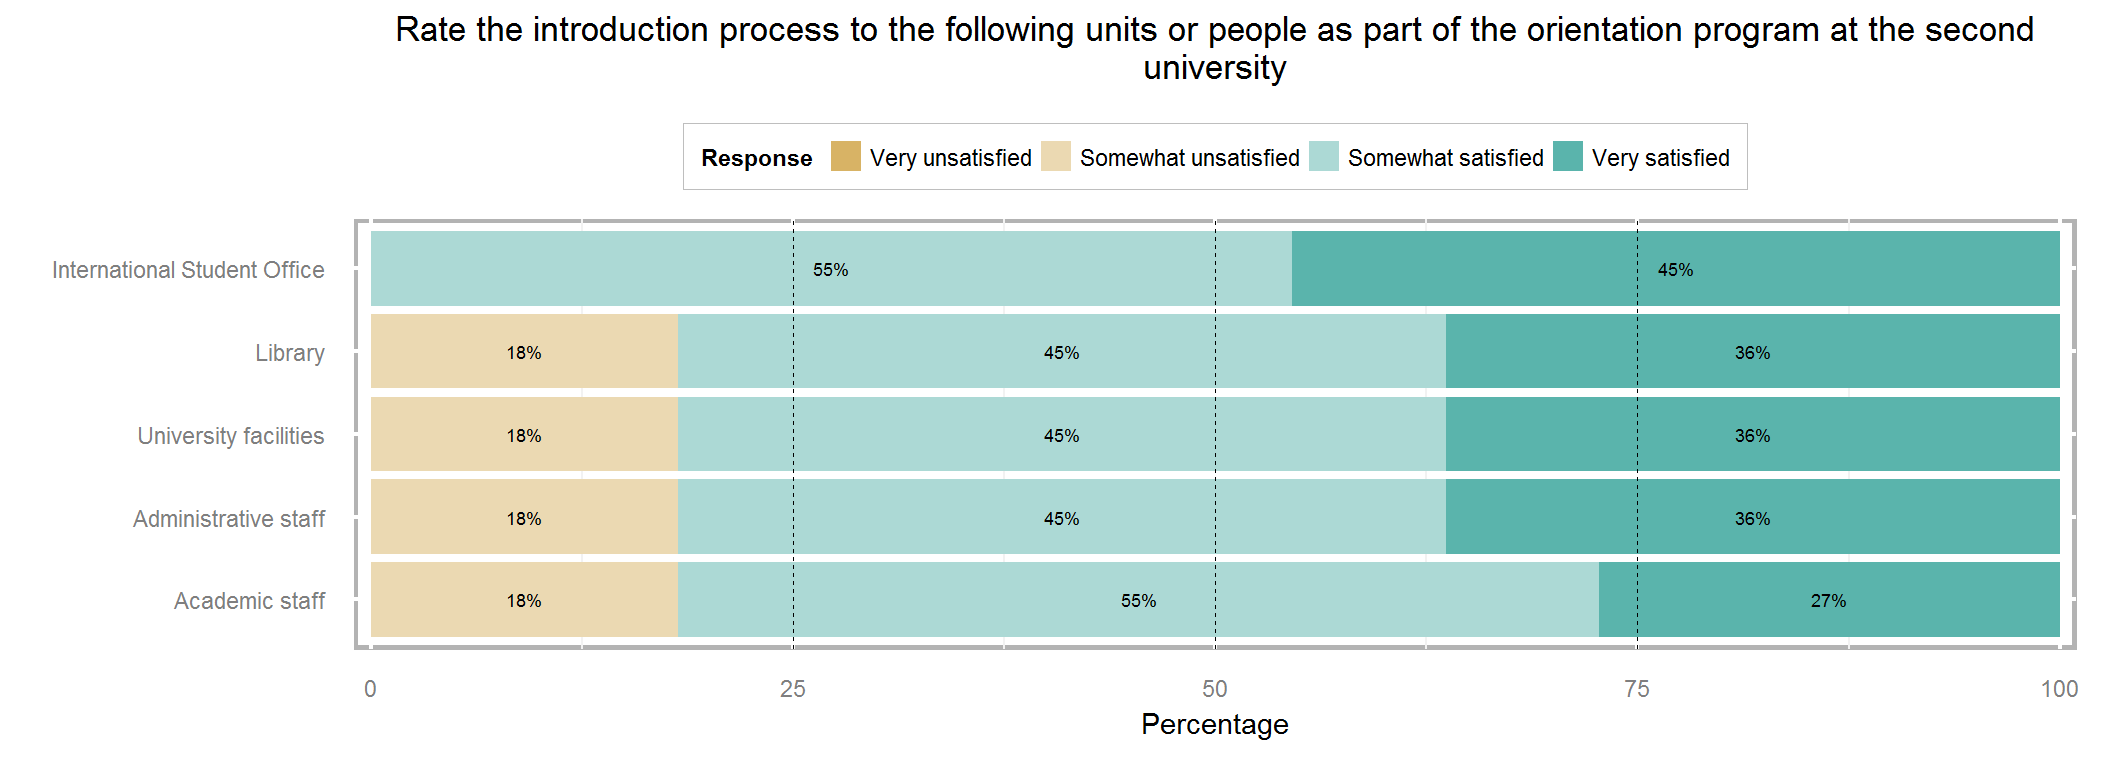 Rate the introduction process to the following units or people as part of the orientation program at the second
university
Response Very unsatisfied Somewhat unsatisfied Somewhat satisfied Very satisfied
International Student Office 55% 45%
Library 18% 45% 36%
University facilities 18% 45% 36%
Administrative staff 18% 45% 36%
Academic staff 18% 55% 27%
0 25 50 75 100
Percentage